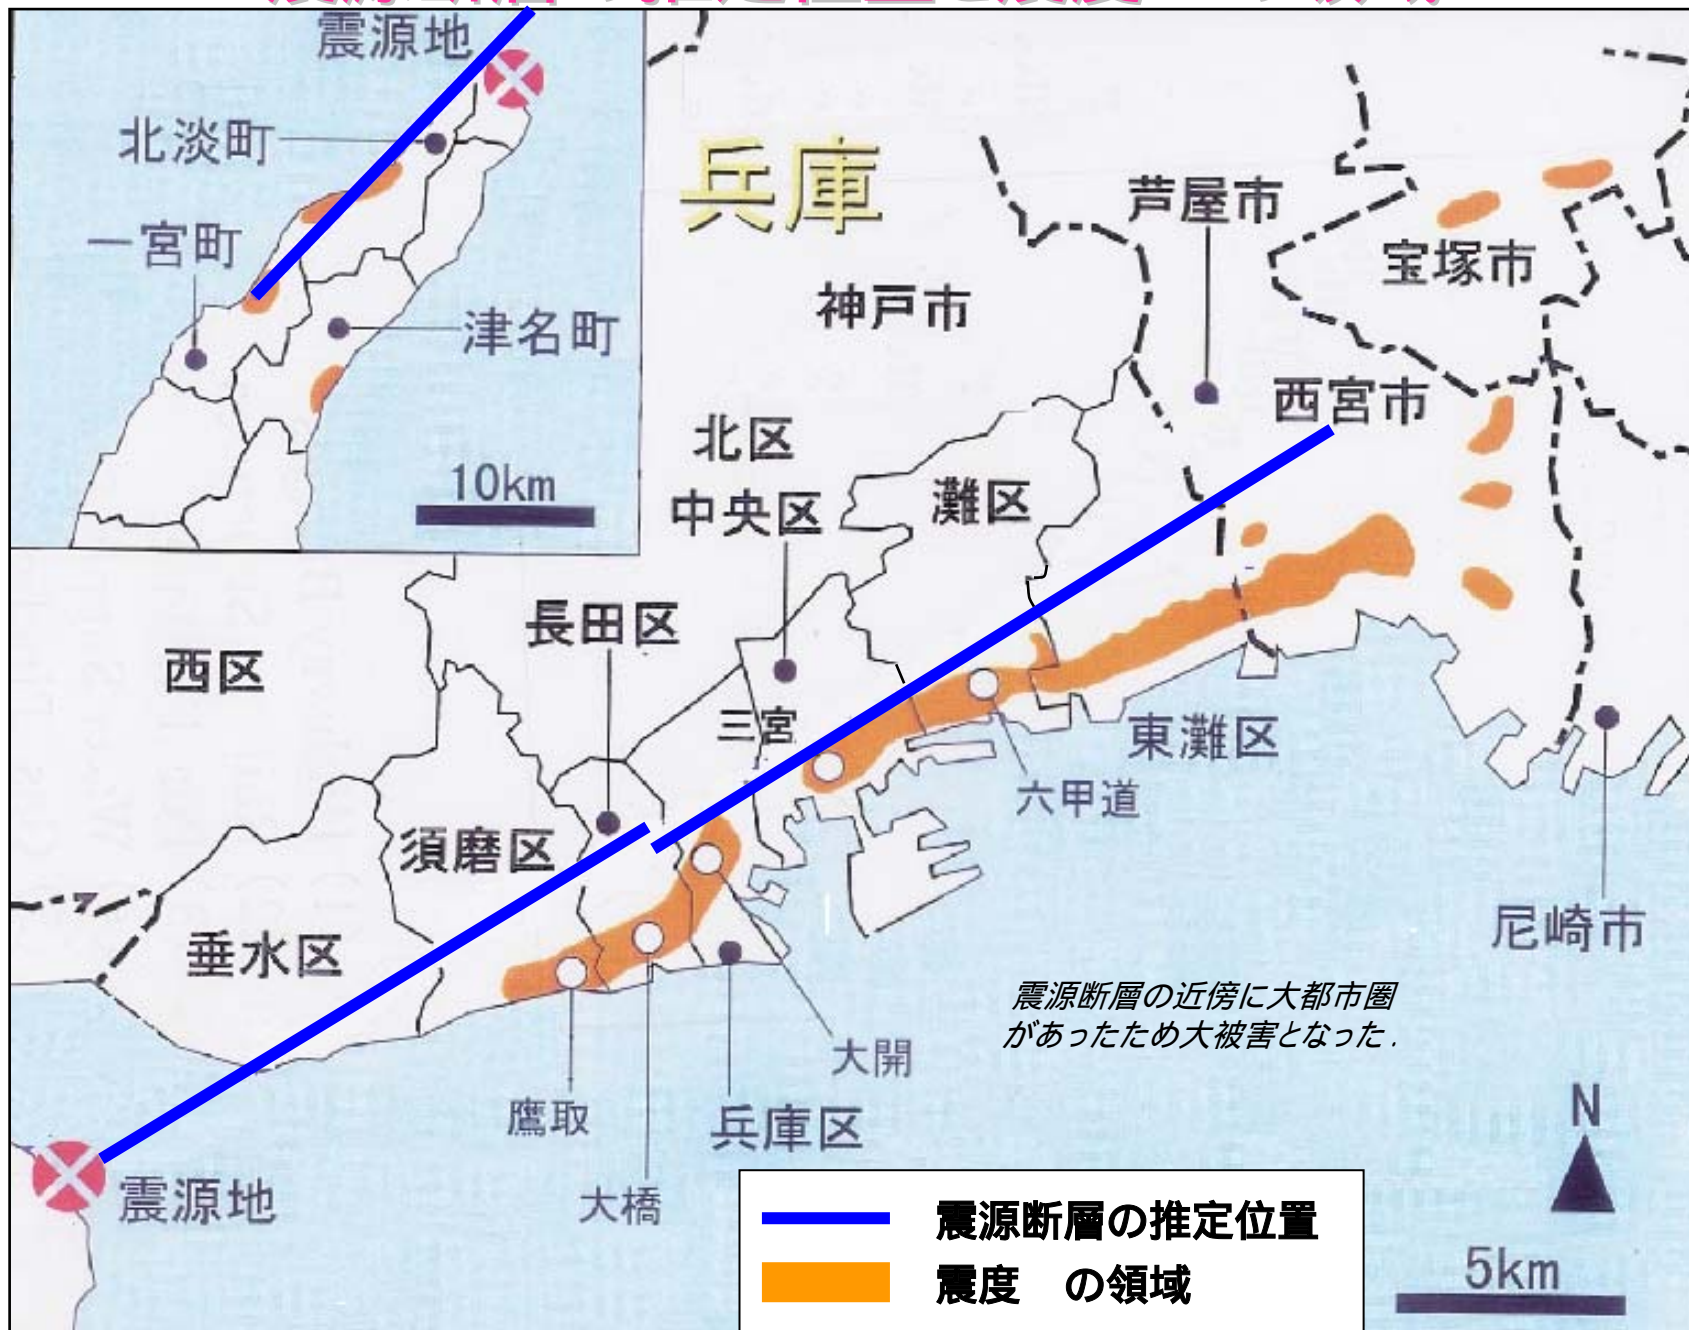 震源地
北淡町
一宮町
津名町
10km
兵庫
神戸市
芦屋市
宝塚市
西宮市
北区
中央区
灘区
長田区
西区
三宮
東灘区
六甲道
須磨区
垂水区
尼崎市
震源断層の近傍に大都市圏
があったため大被害となった.
大開
鷹取
兵庫区
大橋
震源地
N
5km
震源断層の推定位置
震度 の領域